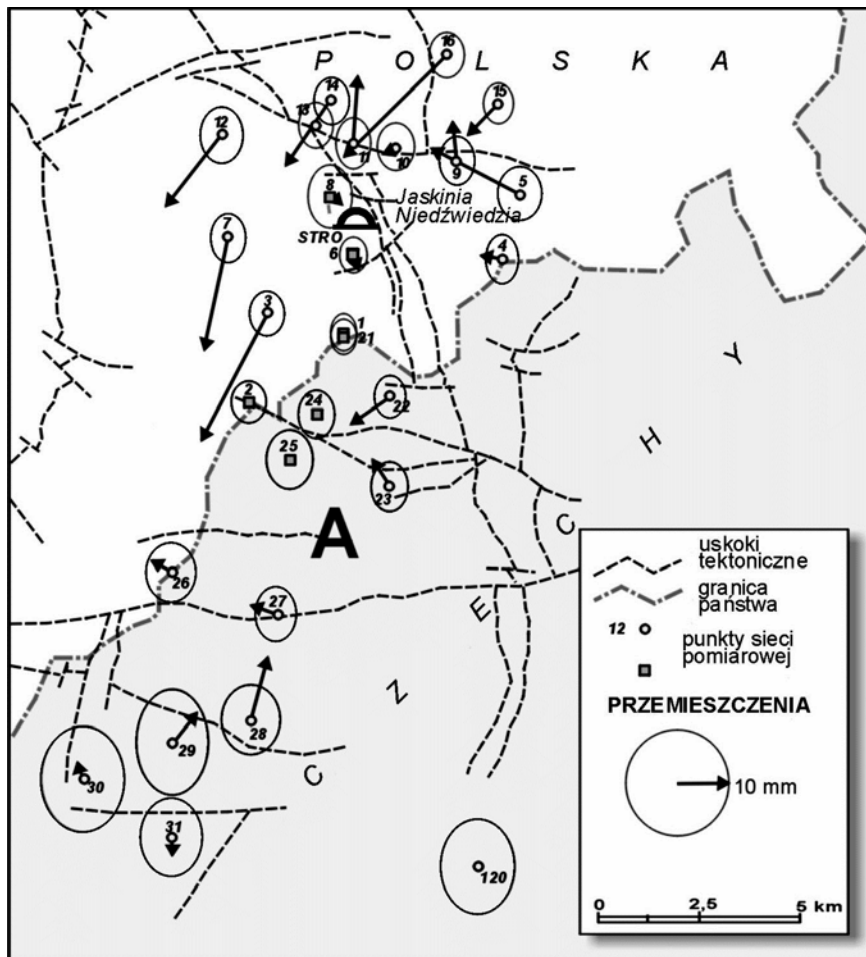 P O L S K A
16
14
15
13
12
11
10
9
5
8
Jaskinia
Niedźwiedzia
STRO
6
7
4
3
1
21
2
24
22
25
23
A
C Z E C H Y
26
27
28
29
30
31
120
uskoki
tektoniczne
granica
państwa
12
punkty sieci
pomiarowej
PRZEMIESZCZENIA
10 mm
0 2,5 5 km